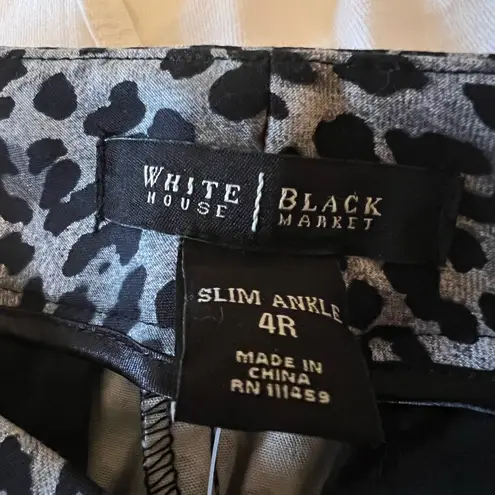 WHITE HOUSE | BLACK MARKET
SLIM ANKLE
4R
MADE IN
CHINA
RN 111459